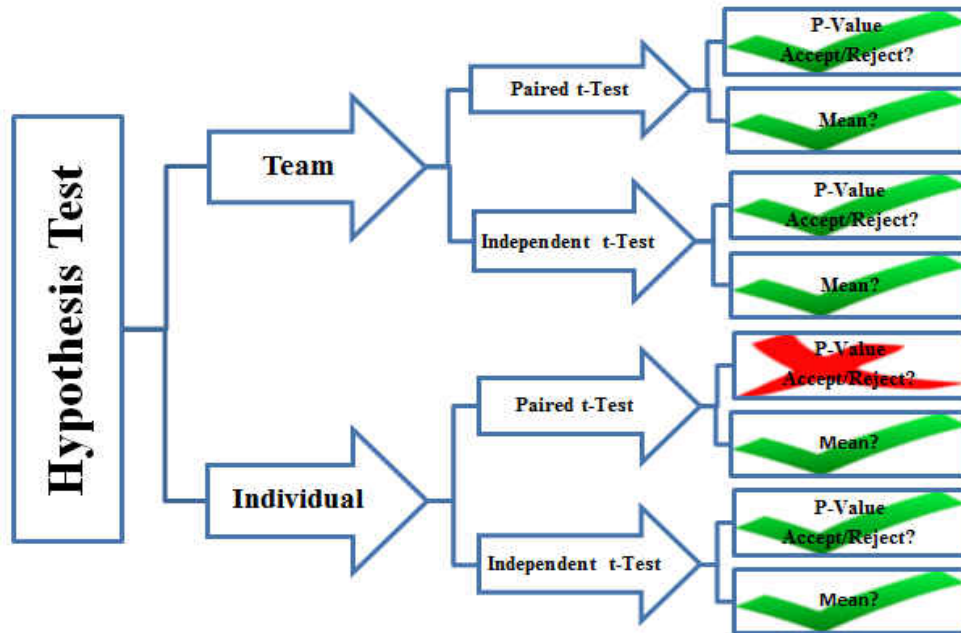 Hypothesis Test
Team
Paired t-Test
P-Value
Accept/Reject?
Mean?
Independent t-Test
P-Value
Accept/Reject?
Mean?
Individual
Paired t-Test
P-Value
Accept/Reject?
Mean?
Independent t-Test
P-Value
Accept/Reject?
Mean?